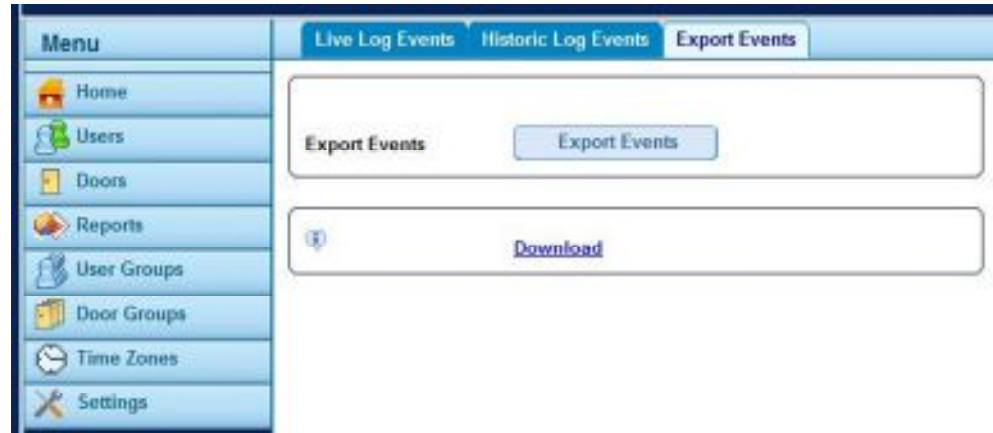 Menu
Home
Users
Doors
Reports
User Groups
Door Groups
Time Zones
Settings
Live Log Events
Historic Log Events
Export Events
Export Events
Export Events
Download